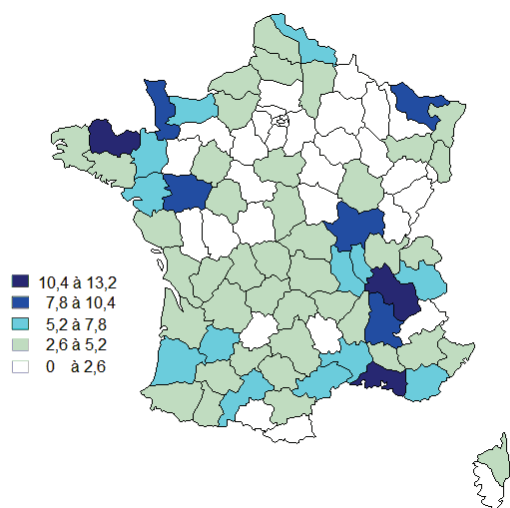 10,4 à 13,2
7,8 à 10,4
5,2 à 7,8
2,6 à 5,2
0 à 2,6